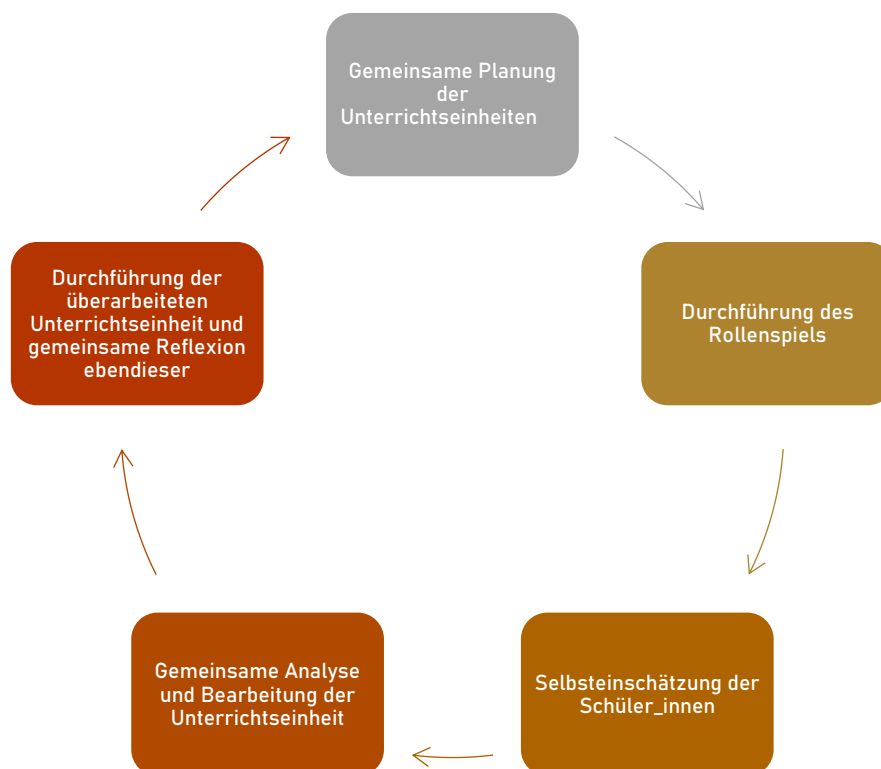 Gemeinsame Planung
der
Unterrichtseinheiten
Durchführung des
Rollenspiels
Selbsteinschätzung der
Schüler_innen
Gemeinsame Analyse
und Bearbeitung der
Unterrichtseinheit
Durchführung der
überarbeiteten
Unterrichtseinheit und
gemeinsame Reflexion
ebendieser